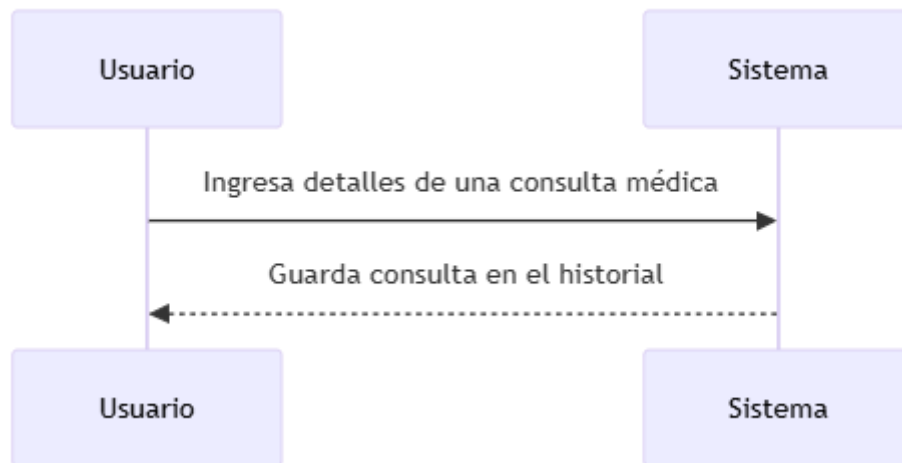 Usuario
Sistema
Ingresa detalles de una consulta médica
Guarda consulta en el historial
Usuario
Sistema